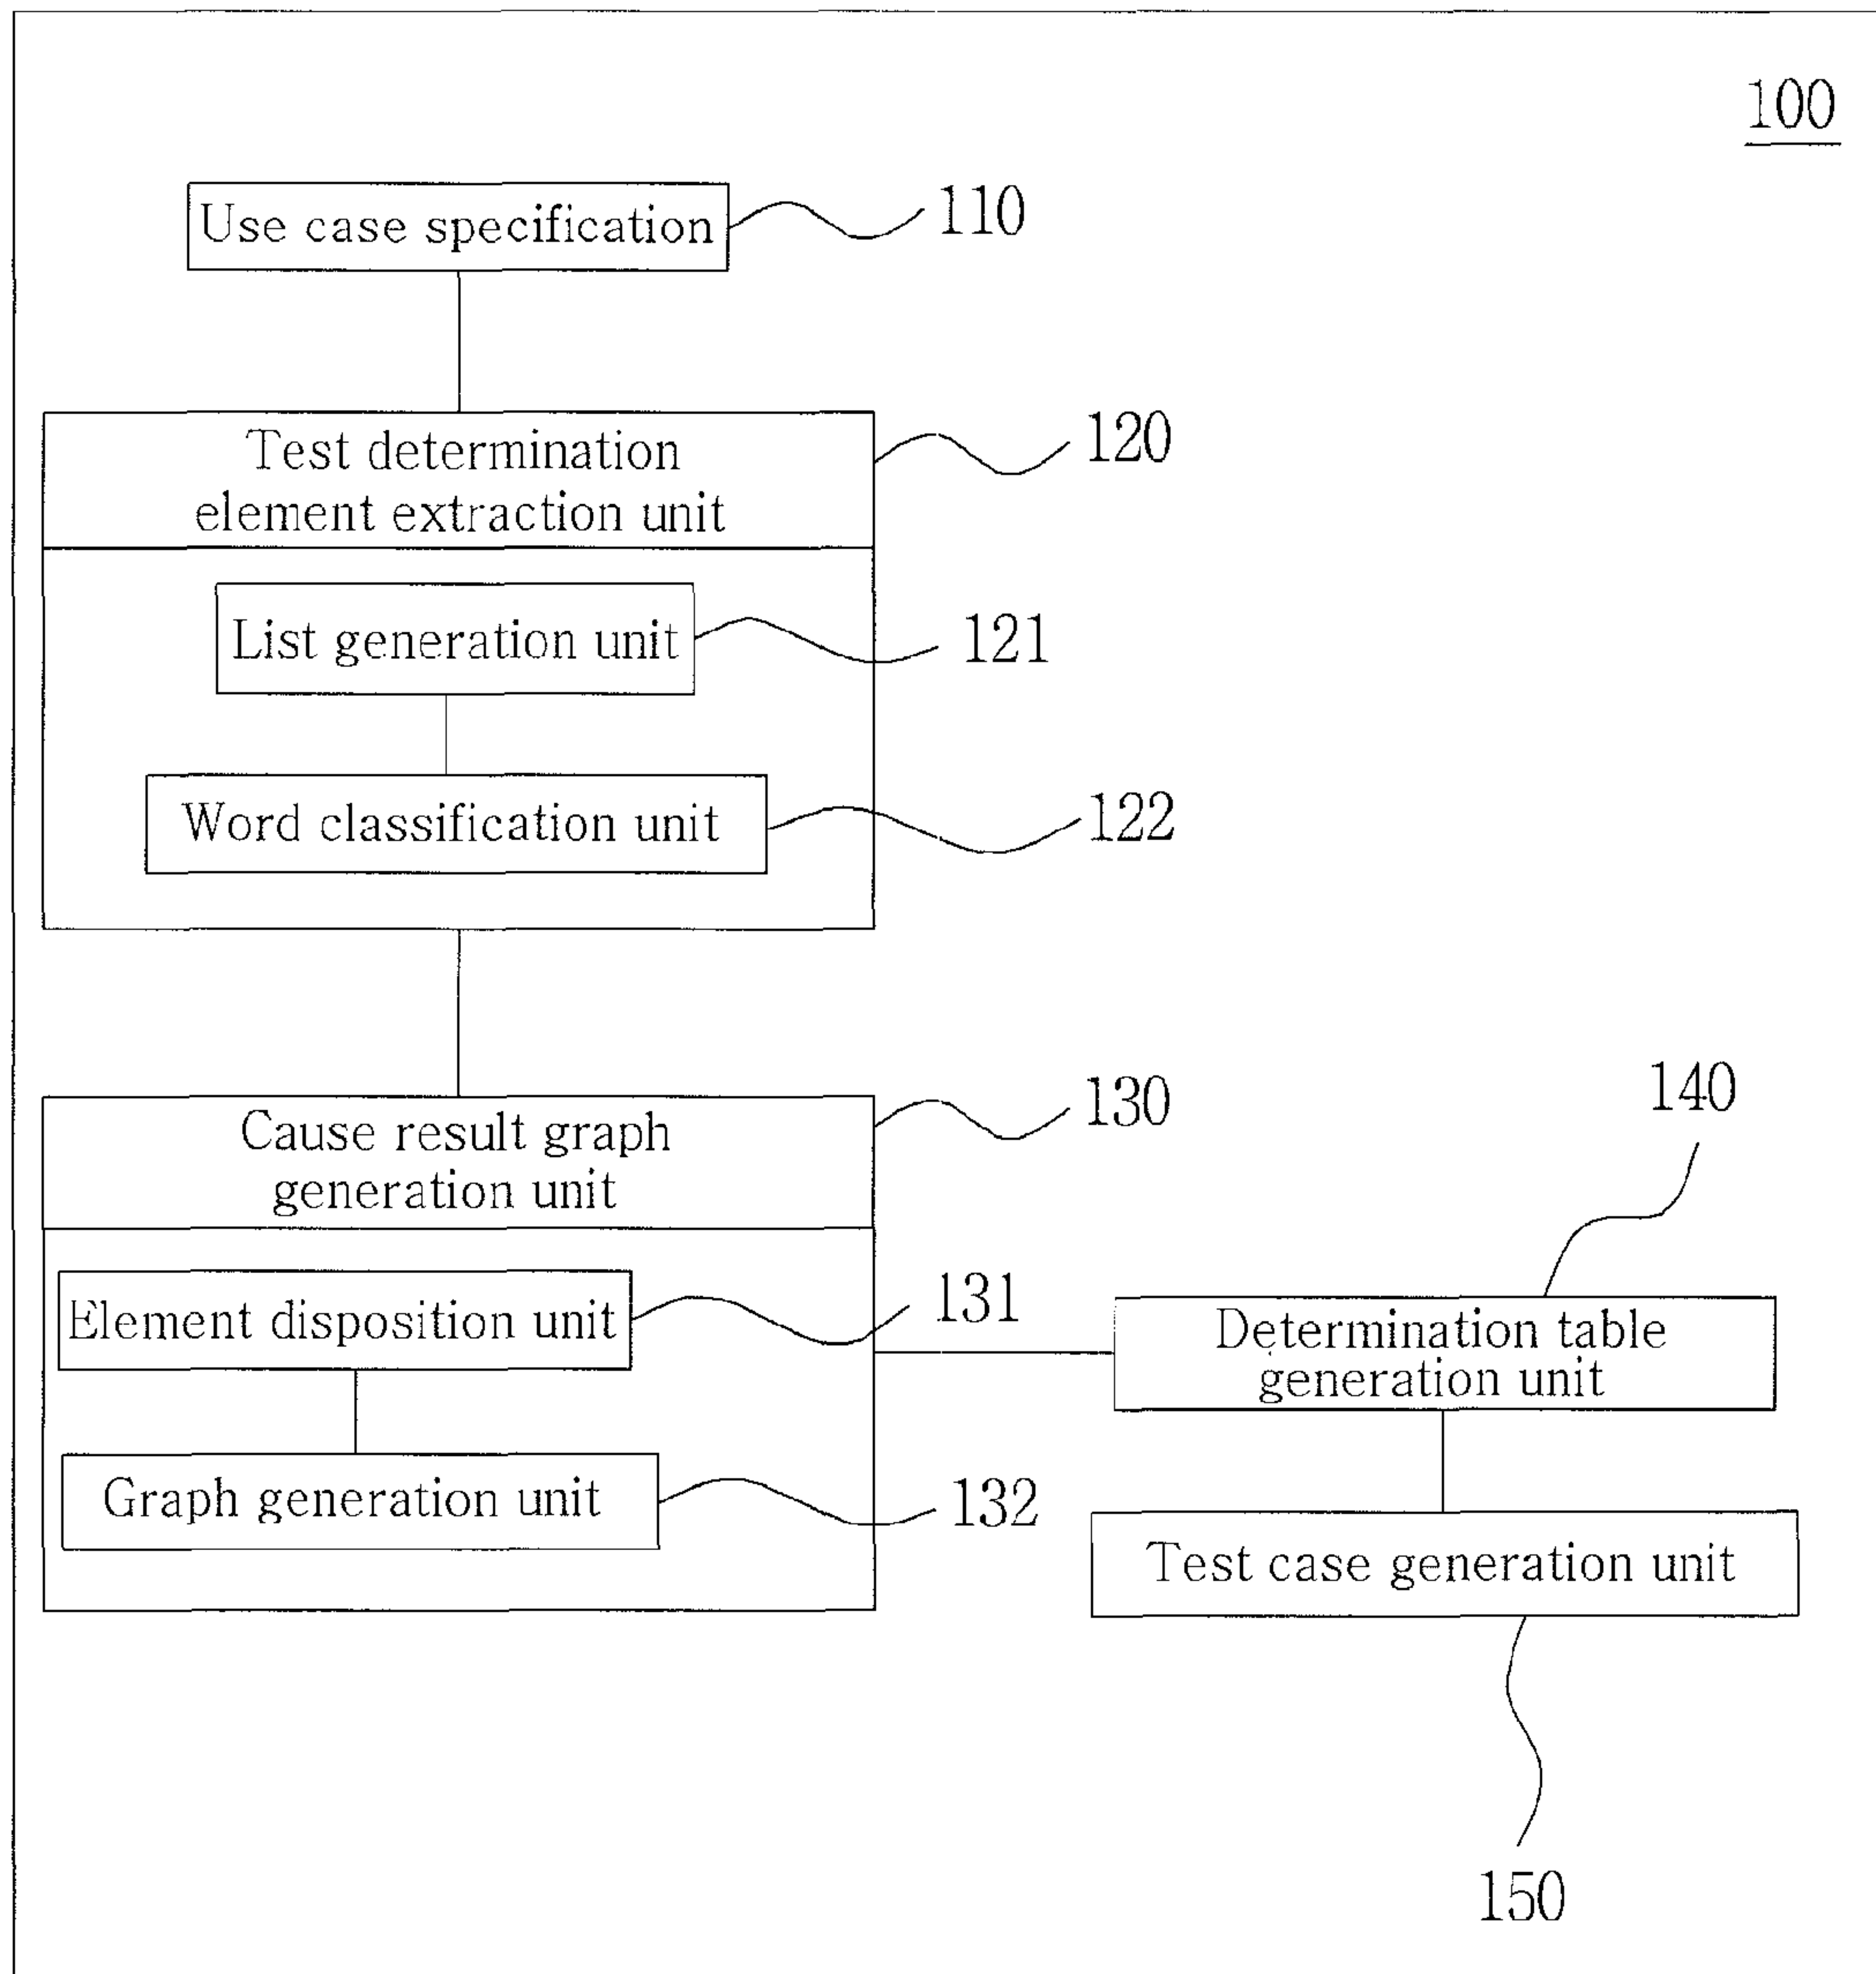 100
Use case specification
110
Test determination
element extraction unit
120
List generation unit
121
Word classification unit
122
Cause result graph
generation unit
130
Element disposition unit
131
Graph generation unit
132
140
Determination table
generation unit
Test case generation unit
150